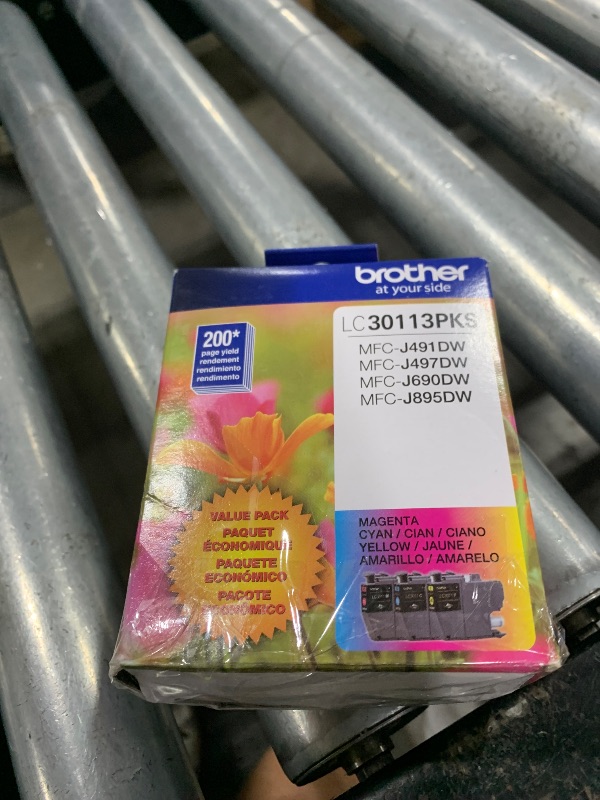 brother
at your side
LC30113PKS
MFC-J491DW
MFC-J497DW
MFC-J690DW
MFC-J895DW
200*
page yield
rendement
rendimiento
rendimento
VALUE PACK
PAQUET
ÉCONOMIQUE
PAQUETE
ECONÓMICO
PACOTE
ECONÔMICO
MAGENTA
CYAN / CIAN / CIANO
YELLOW / JAUNE /
AMARILLO / AMARELO